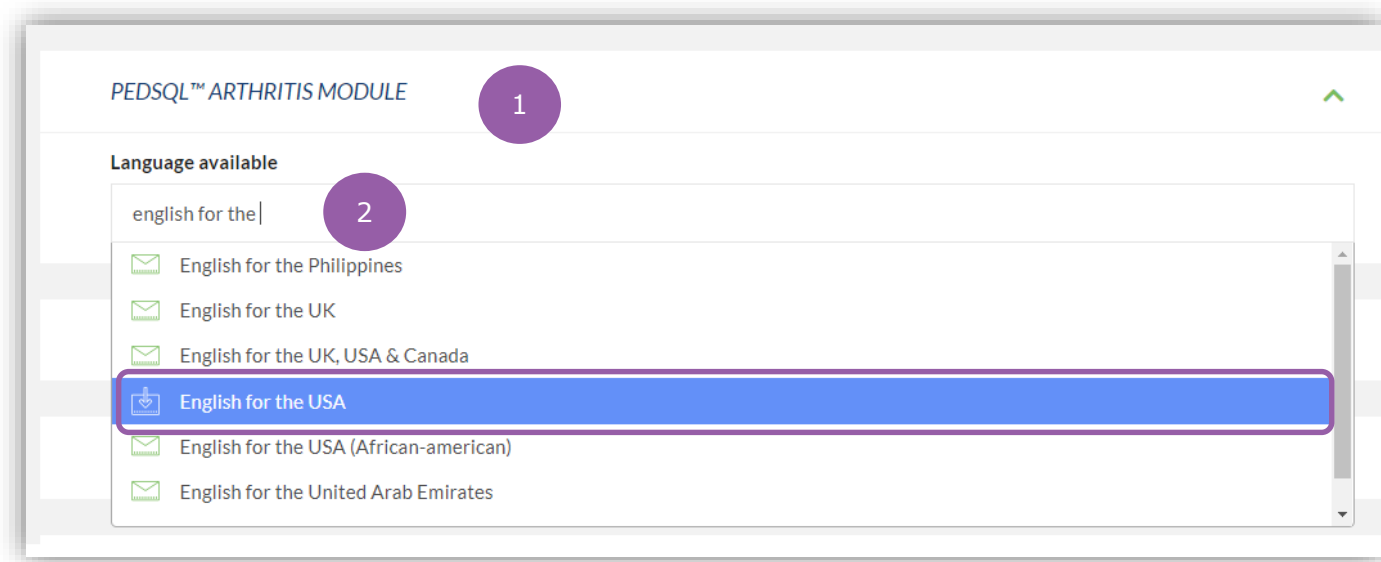 PEDSQL™ ARTHRITIS MODULE
1
Language available
english for the
2
English for the Philippines
English for the UK
English for the UK, USA & Canada
English for the USA
English for the USA (African-american)
English for the United Arab Emirates